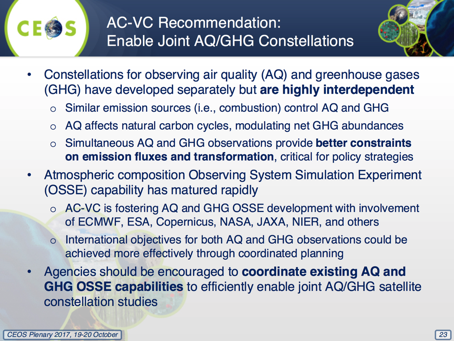 CEOS
AC-VC Recommendation:
Enable Joint AQ/GHG Constellations
• Constellations for observing air quality (AQ) and greenhouse gases
(GHG) have developed separately but are highly interdependent
o Similar emission sources (i.e., combustion) control AQ and GHG
o AQ affects natural carbon cycles, modulating net GHG abundances
o Simultaneous AQ and GHG observations provide better constraints
on emission fluxes and transformation, critical for policy strategies
• Atmospheric composition Observing System Simulation Experiment
(OSSE) capability has matured rapidly
o AC-VC is fostering AQ and GHG OSSE development with involvement
of ECMWF, ESA, Copernicus, NASA, JAXA, NIER, and others
o International objectives for both AQ and GHG observations could be
achieved more effectively through coordinated planning
• Agencies should be encouraged to coordinate existing AQ and
GHG OSSE capabilities to efficiently enable joint AQ/GHG satellite
constellation studies
CEOS Plenary 2017, 19-20 October
23